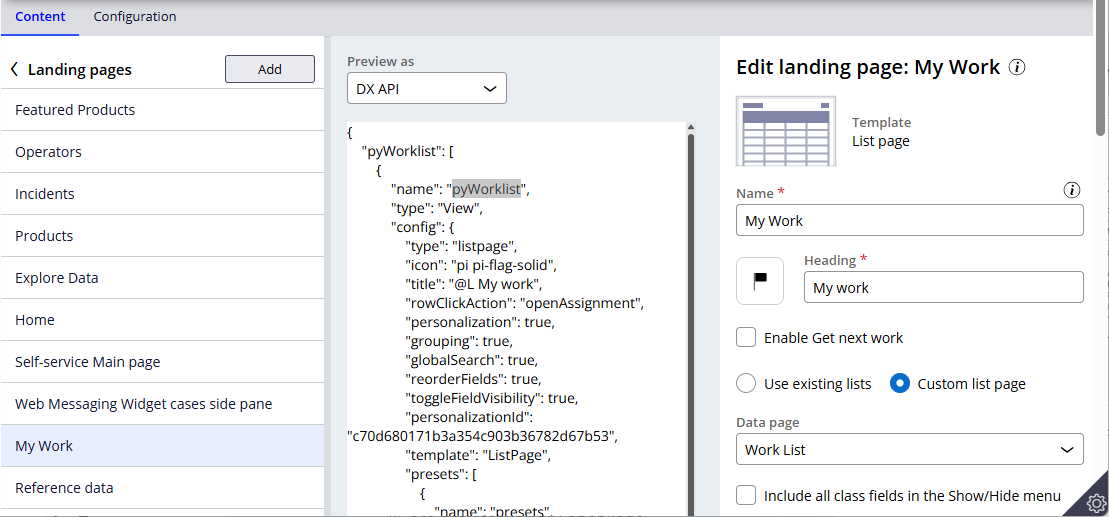 Content
Configuration
Landing pages
Add
Featured Products
Operators
Incidents
Products
Explore Data
Home
Self-service Main page
Web Messaging Widget cases side pane
My Work
Reference data
Preview as
DX API
{
"pyWorklist": [
{
"name": "pyWorklist",
"type": "View",
"config": {
"type": "listpage",
"icon": "pi pi-flag-solid",
"title": "@L My work",
"rowClickAction": "openAssignment",
"personalization": true,
"grouping": true,
"globalSearch": true,
"reorderFields": true,
"toggleFieldVisibility": true,
"personalizationId":
"c70d680171b3a354c903b36782d67b53",
"template": "ListPage",
"presets": [
{
"name": "presets",
Edit landing page: My Work
Template
List page
Name *
My Work
Heading *
My work
Enable Get next work
Use existing lists
Custom list page
Data page
Work List
Include all class fields in the Show/Hide menu